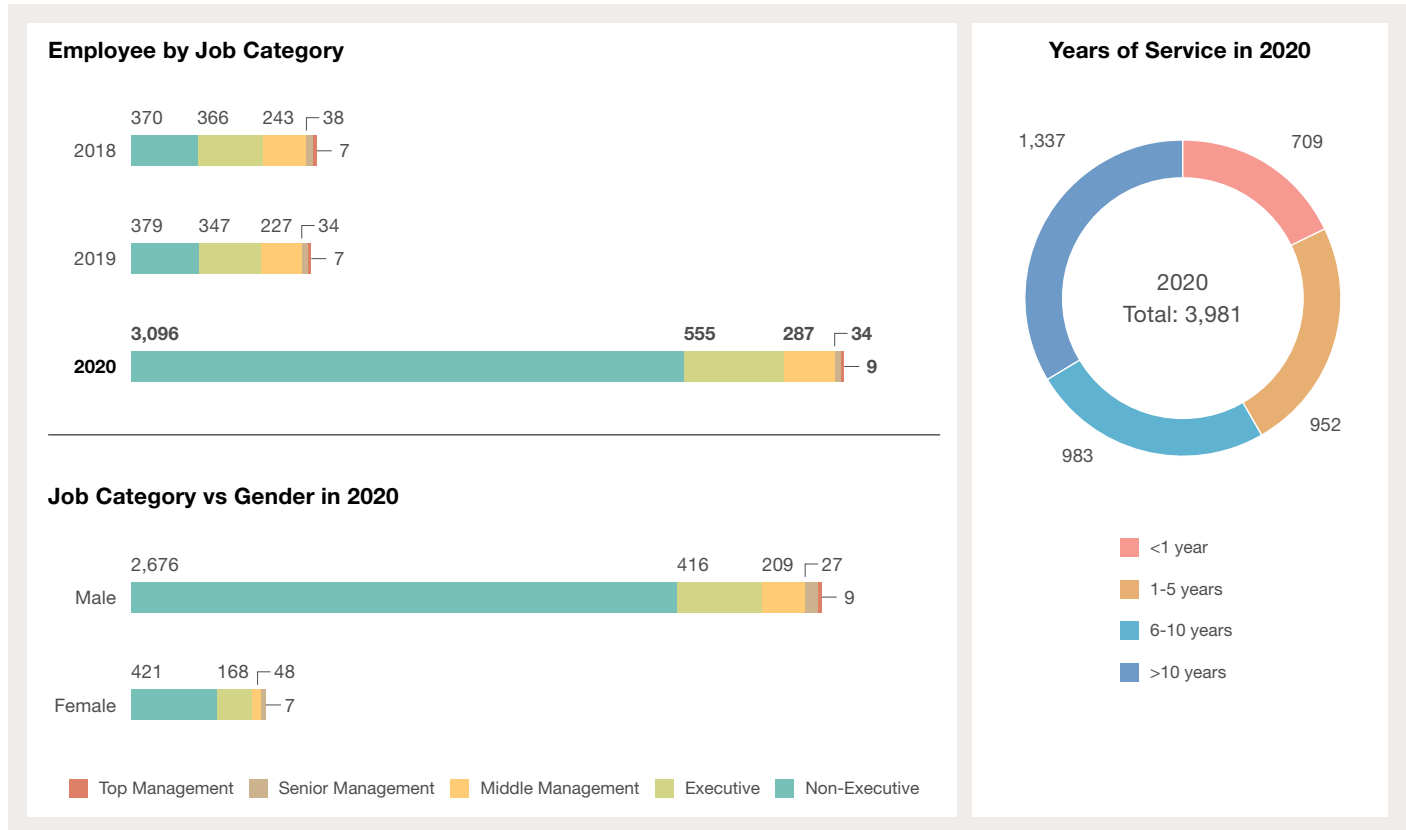 Employee by Job Category
370 366 243 38
2018 7
379 347 227 34
2019 7
3,096 555 287 34
2020 9
Job Category vs Gender in 2020
2,676 416 209 27
Male 9
421 168 48
Female 7
Top Management Senior Management Middle Management Executive Non-Executive
Years of Service in 2020
1,337 709
2020
Total: 3,981
952
983
<1 year
1-5 years
6-10 years
>10 years